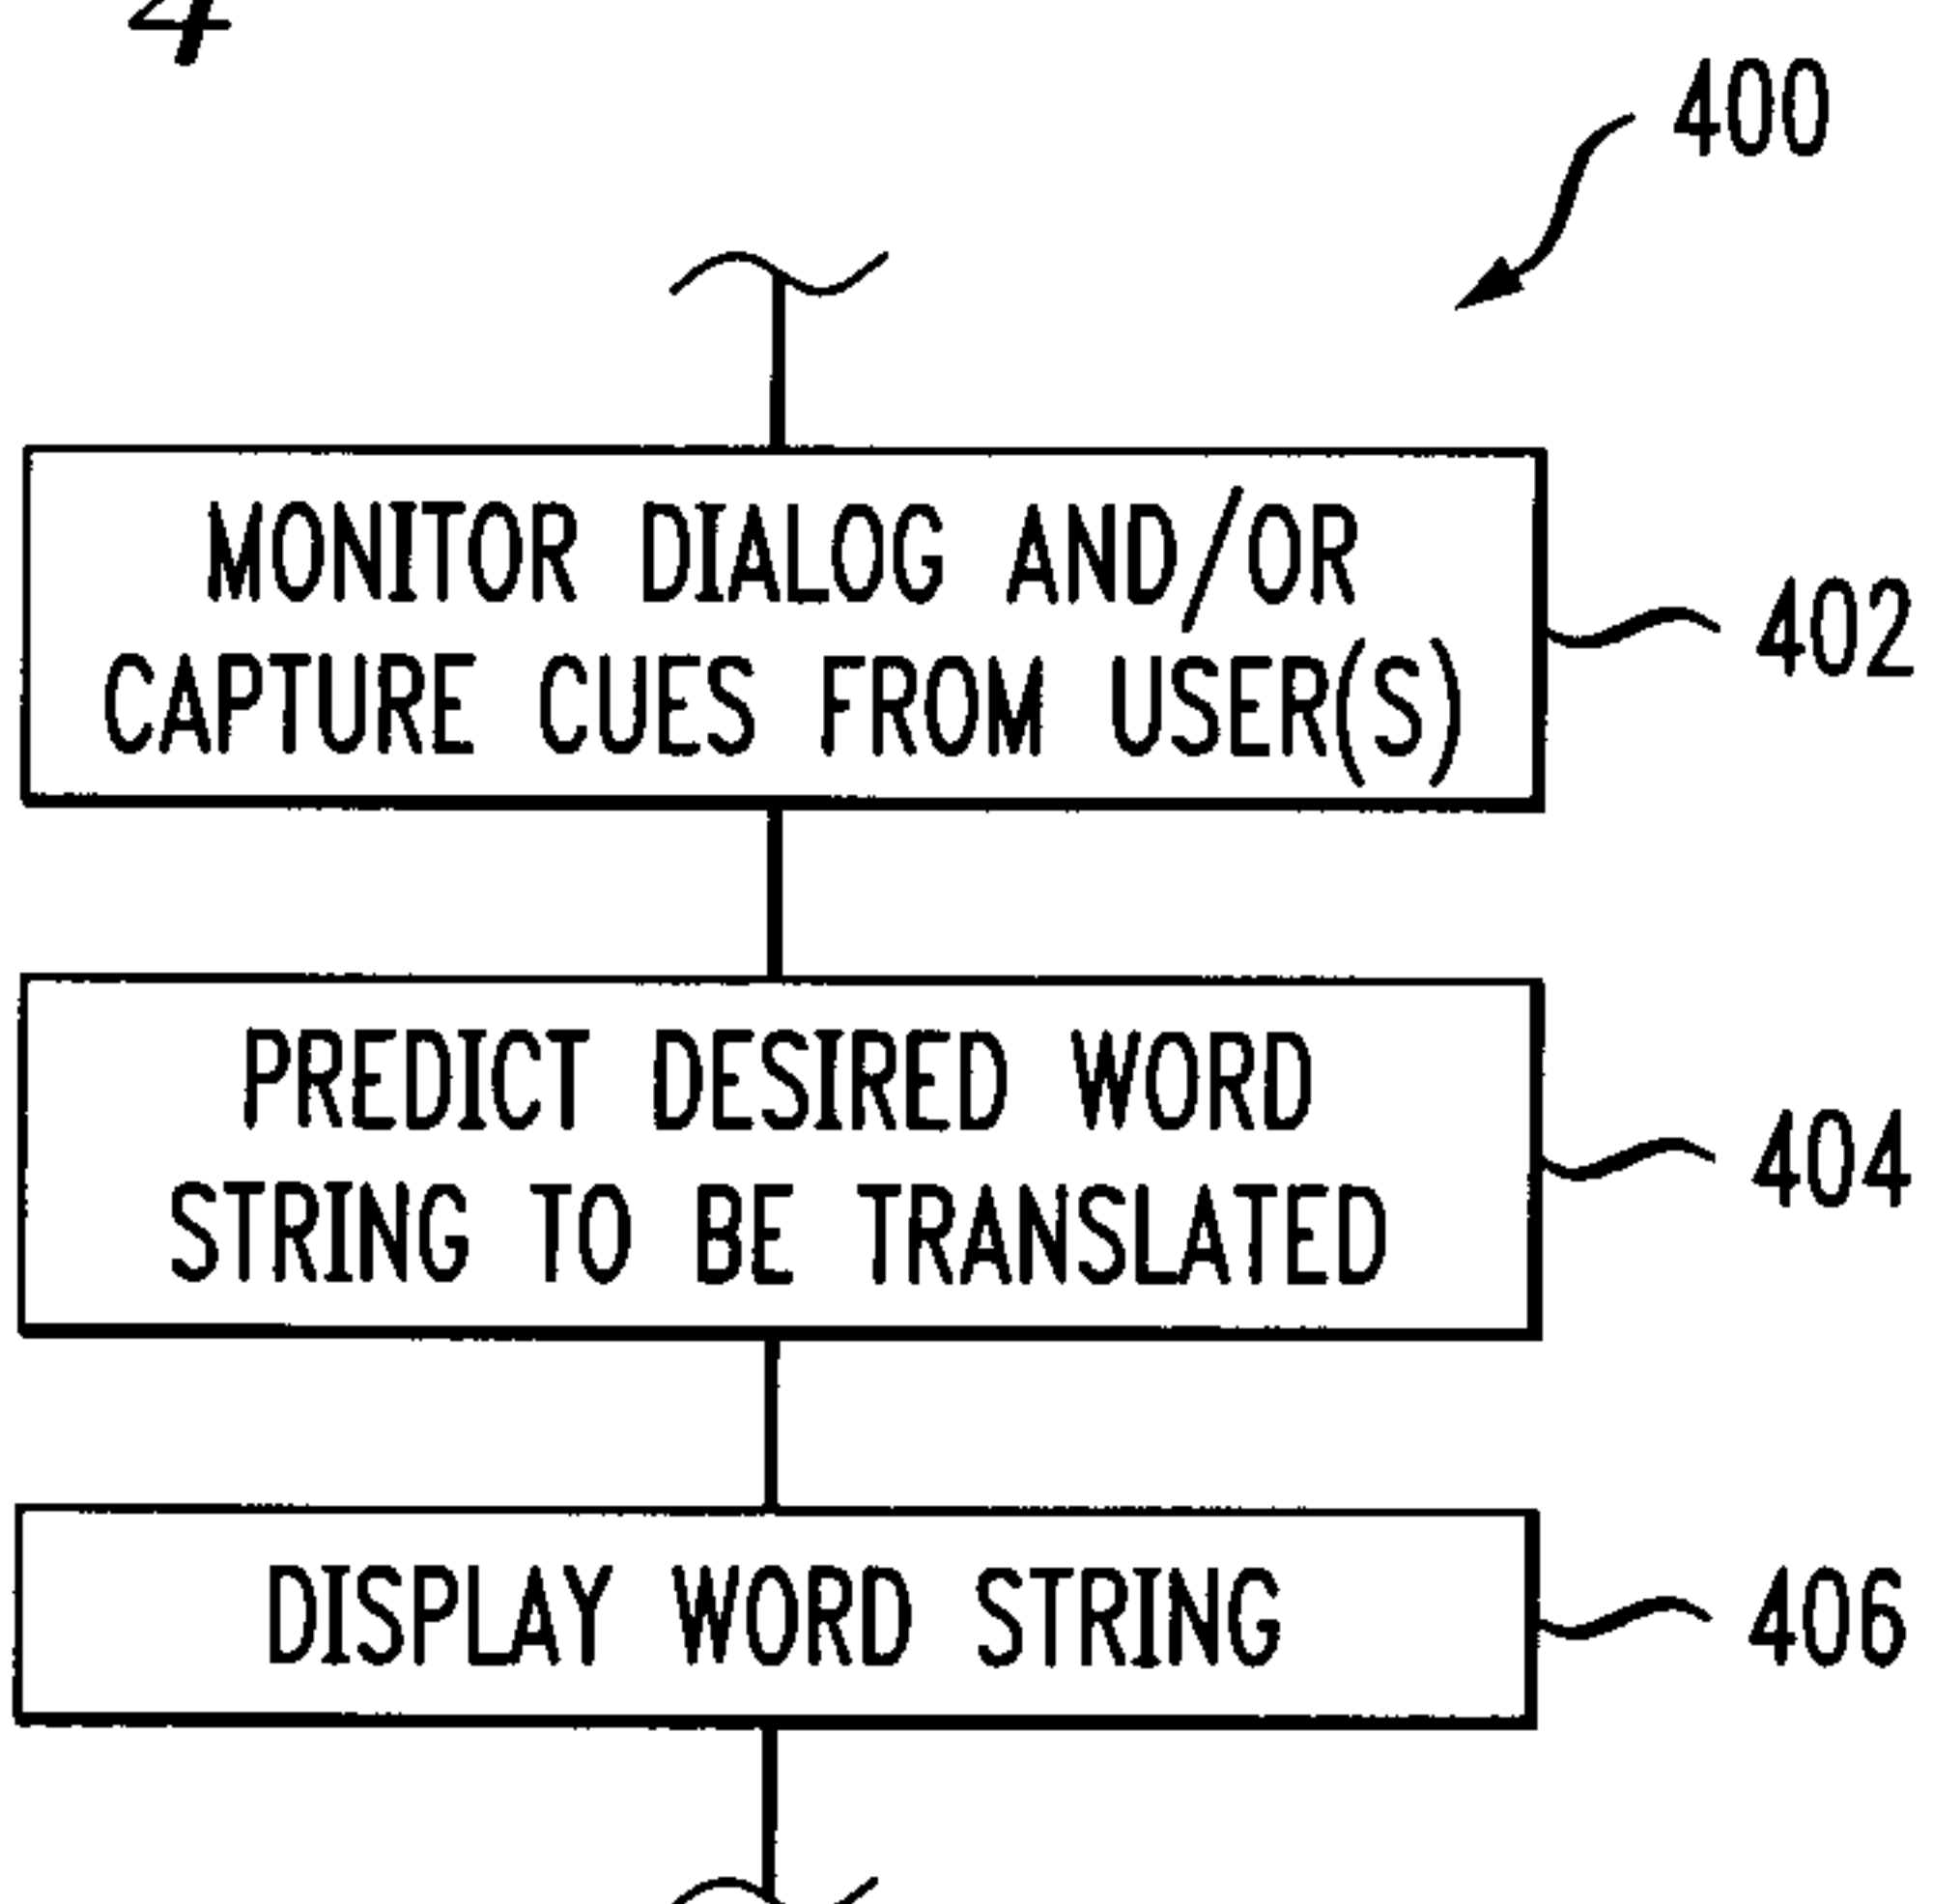 4
400
MONITOR DIALOG AND/OR
CAPTURE CUES FROM USER(S)
402
PREDICT DESIRED WORD
STRING TO BE TRANSLATED
404
DISPLAY WORD STRING
406